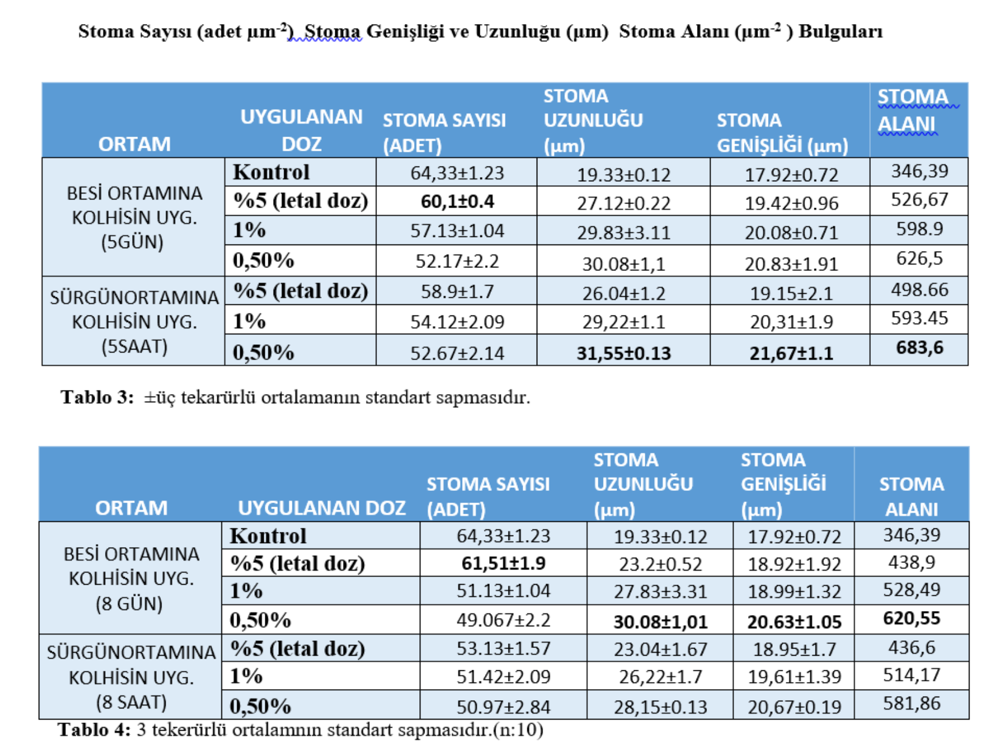 Stoma Sayısı (adet µm-2), Stoma Genişliği ve Uzunluğu (µm) Stoma Alanı (µm-2 ) Bulguları
ORTAM UYGULANAN DOZ STOMA SAYISI (ADET) STOMA UZUNLUĞU (µm) STOMA GENİŞLİĞİ (µm) STOMA ALANI
BESİ ORTAMINA KOLHİSİN UYG. (5GÜN)
Kontrol 64,33±1.23 19.33±0.12 17.92±0.72 346,39
%5 (letal doz) 60,1±0.4 27.12±0.22 19.42±0.96 526,67
1% 57.13±1.04 29.83±3.11 20.08±0.71 598.9
0,50% 52.17±2.2 30.08±1,1 20.83±1.91 626,5
SÜRGÜNORTAMINA KOLHİSİN UYG. (5SAAT)
%5 (letal doz) 58.9±1.7 26.04±1.2 19.15±2.1 498.66
1% 54.12±2.09 29,22±1.1 20,31±1.9 593.45
0,50% 52.67±2.14 31,55±0.13 21,67±1.1 683,6
Tablo 3: ±üç tekarürlü ortalamanın standart sapmasıdır.
ORTAM UYGULANAN DOZ STOMA SAYISI (ADET) STOMA UZUNLUĞU (µm) STOMA GENİŞLİĞİ (µm) STOMA ALANI
BESİ ORTAMINA KOLHİSİN UYG. (8 GÜN)
Kontrol 64,33±1.23 19.33±0.12 17.92±0.72 346,39
%5 (letal doz) 61,51±1.9 23.2±0.52 18.92±1.92 438,9
1% 51.13±1.04 27.83±3.31 18.99±1.32 528,49
0,50% 49.067±2.2 30.08±1,01 20.63±1.05 620,55
SÜRGÜNORTAMINA KOLHİSİN UYG. (8 SAAT)
%5 (letal doz) 53.13±1.57 23.04±1.67 18.95±1.7 436,6
1% 51.42±2.09 26,22±1.7 19,61±1.39 514,17
0,50% 50.97±2.84 28,15±0.13 20,67±0.19 581,86
Tablo 4: 3 tekerürlü ortalamnın standart sapmasıdır.(n:10)